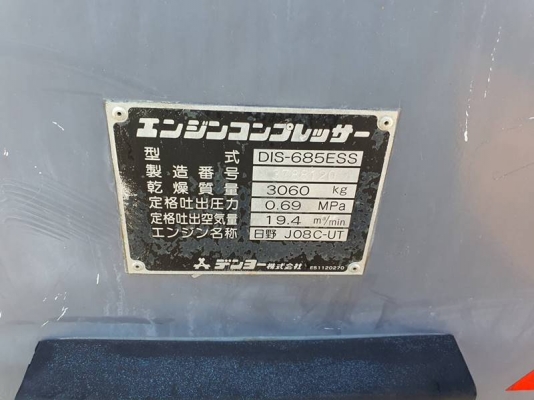 エンジンコンプレッサー
型 式 DIS-685ESS
製造番号
乾燥質量 3060 kg
定格吐出圧力 0.69 MPa
定格吐出空気量 19.4 m³/min
エンジン名称 日野 J08C-UT
デンヨー株式会社 E51120270